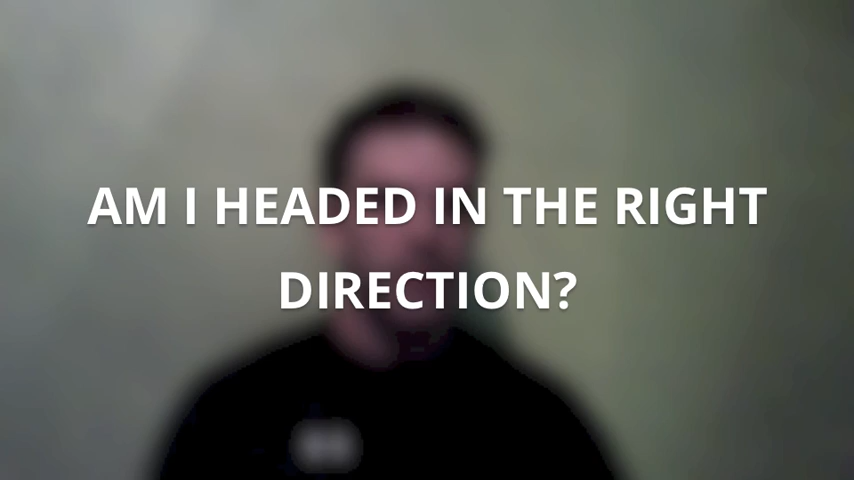 AM I HEADED IN THE RIGHT
DIRECTION?